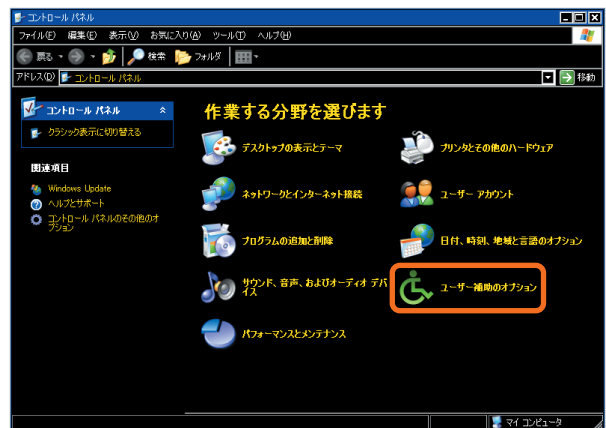 コントロール パネル
ファイル(F) 編集(E) 表示(V) お気に入り(A) ツール(T) ヘルプ(H)
戻る 検索 フォルダ
アドレス(D) コントロール パネル 移動
コントロール パネル
クラシック表示に切り替える
関連項目
Windows Update
ヘルプとサポート
コントロール パネルのその他のオ
プション
作業する分野を選びます
デスクトップの表示とテーマ
プリンタとその他のハードウェア
ネットワークとインターネット接続
ユーザー アカウント
プログラムの追加と削除
日付、時刻、地域と言語のオプション
サウンド、音声、およびオーディオ デバ
イス
ユーザー補助のオプション
パフォーマンスとメンテナンス
マイ コンピュータ